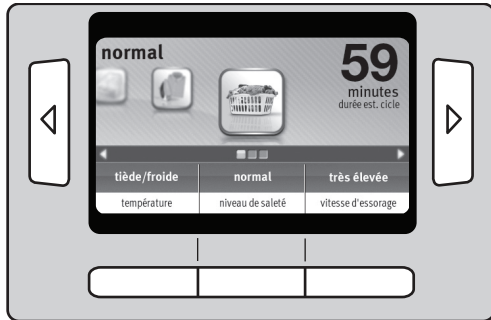 normal
59
minutes
durée est. cicle
tiède/froide normal très élevée
température niveau de saleté vitesse d'essorage